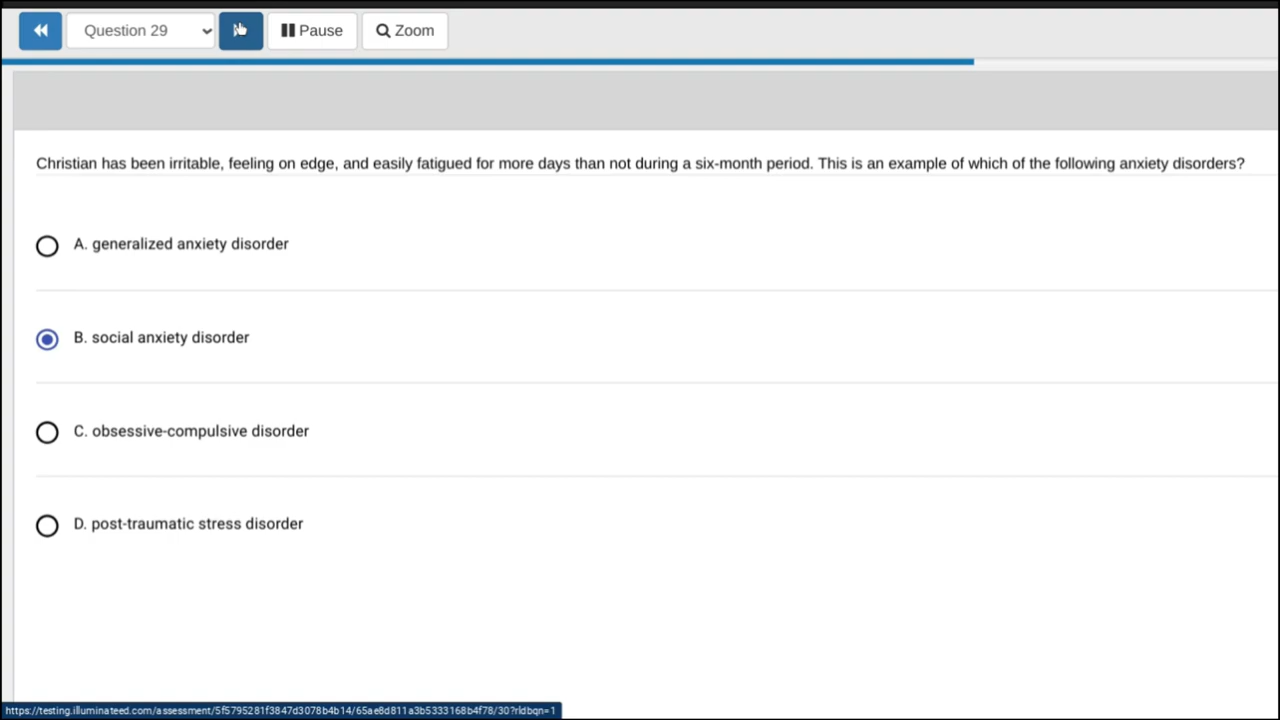 Question 29
Pause
Zoom
Christian has been irritable, feeling on edge, and easily fatigued for more days than not during a six-month period. This is an example of which of the following anxiety disorders?
A. generalized anxiety disorder
B. social anxiety disorder
C. obsessive-compulsive disorder
D. post-traumatic stress disorder
https://testing.illuminateed.com/assessment/5f5795281f3847d3078b4b14/65ae8d811a3b5333168b4f78/30?rldbqn=1